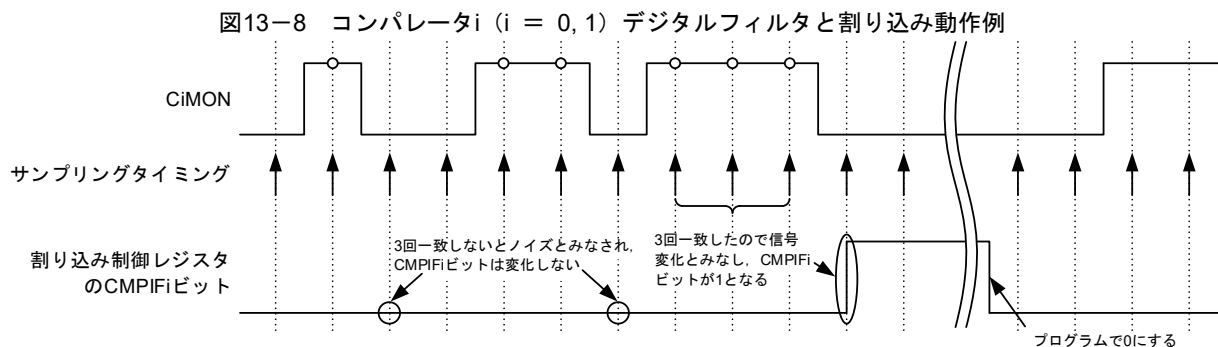 図13－8　コンパレータi（i ＝ 0, 1）デジタルフィルタと割り込み動作例
CiMON
サンプリングタイミング
3回一致しないとノイズとみなされ，
CMPIFiビットは変化しない
3回一致したので信号
変化とみなし，CMPIFi
ビットが1となる
割り込み制御レジスタ
のCMPIFiビット
プログラムで0にする